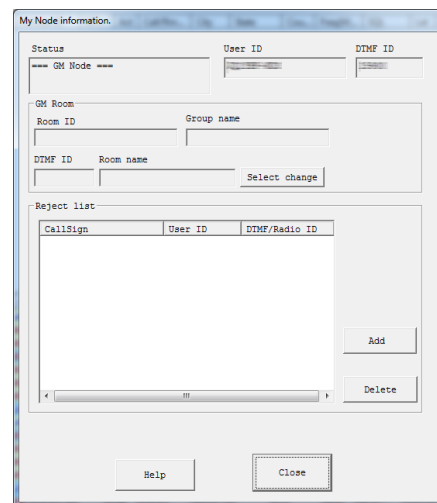 My Node information.
Status
User ID
DTMF ID
=== GM Node ===
GM Room
Room ID
Group name
DTMF ID
Room name
Select change
Reject list
CallSign
User ID
DTMF/Radio ID
Add
Delete
Help
Close